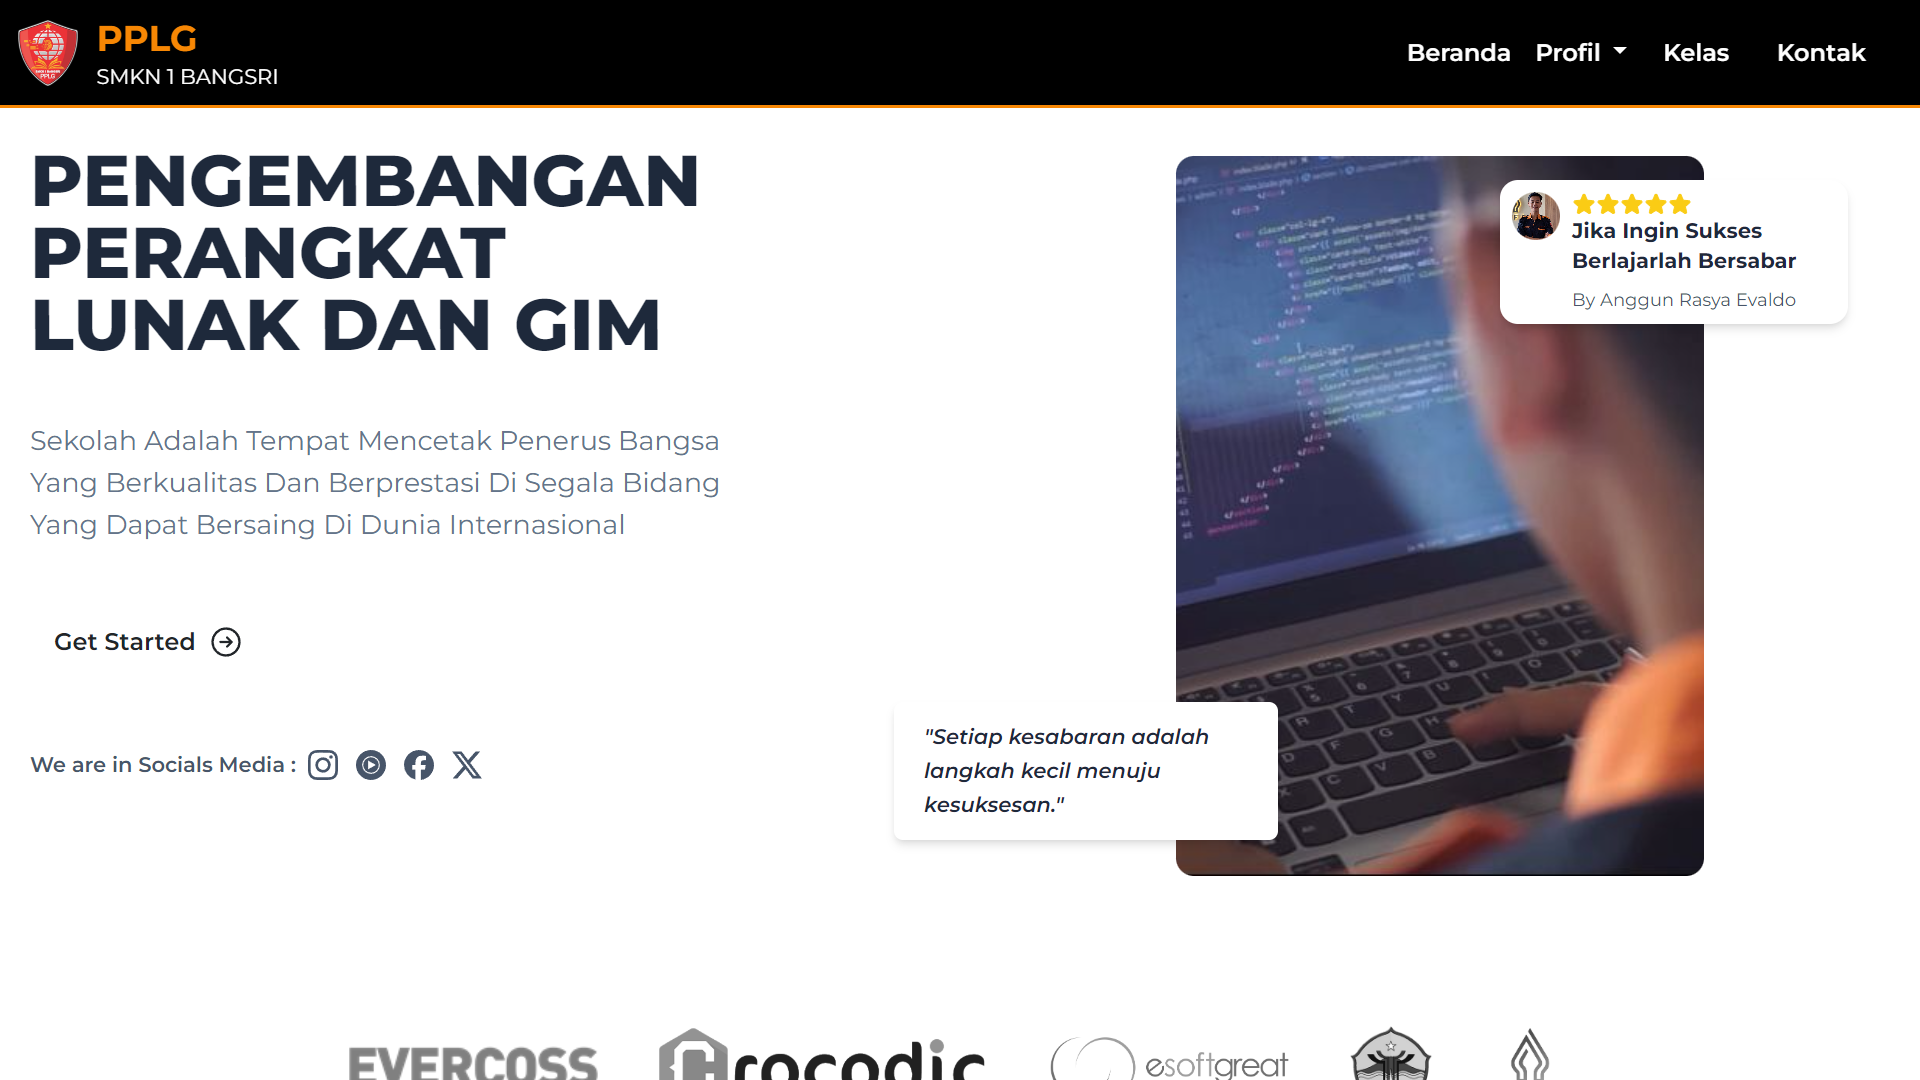 PPLG
SMKN 1 BANGSRI
Beranda
Profil
Kelas
Kontak
PENGEMBANGAN
PERANGKAT
LUNAK DAN GIM
Sekolah Adalah Tempat Mencetak Penerus Bangsa
Yang Berkualitas Dan Berprestasi Di Segala Bidang
Yang Dapat Bersaing Di Dunia Internasional
Get Started
We are in Socials Media :
Jika Ingin Sukses
Berlajarlah Bersabar
By Anggun Rasya Evaldo
"Setiap kesabaran adalah
langkah kecil menuju
kesuksesan."
EVERCOSS
crocodic
esoftgreat